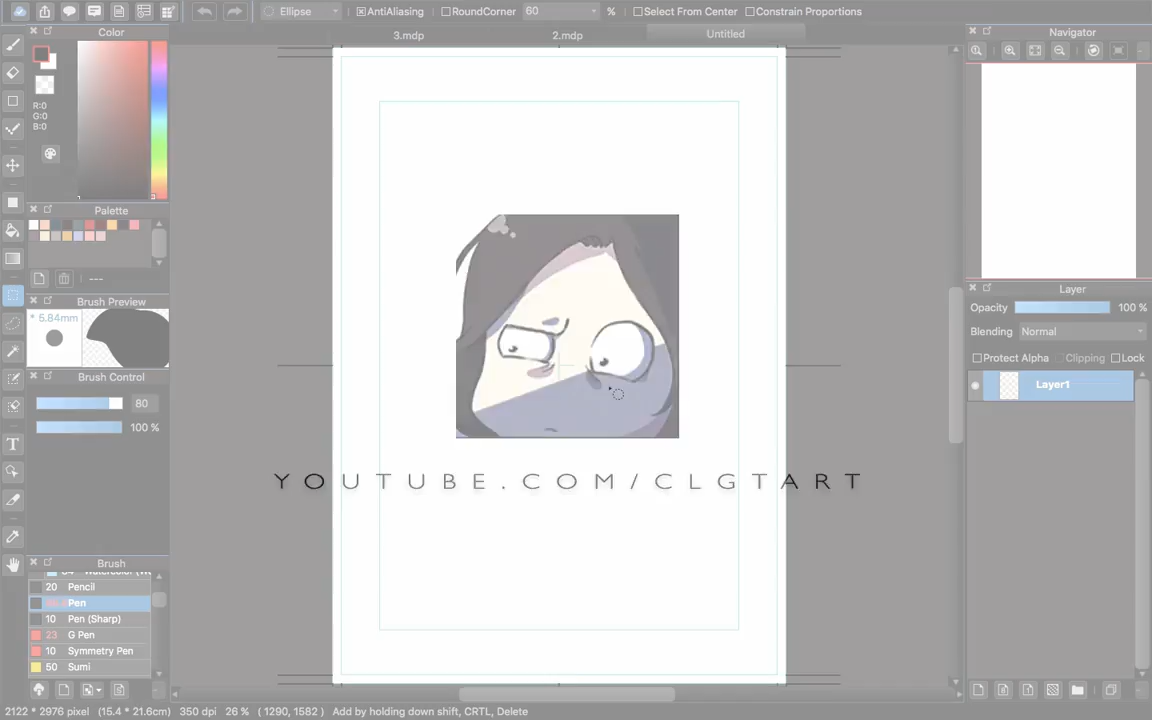 Ellipse AntiAliasing RoundCorner 60 % Select From Center Constrain Proportions
Color
3.mdp 2.mdp Untitled
Navigator
R:0
G:0
B:0
Palette
---
Brush Preview
* 5.84mm
Brush Control
80
100 %
Layer
Opacity 100 %
Blending Normal
Protect Alpha Clipping Lock
Layer1
YOUTUBE.COM/CLGTART
Brush
20 Pencil
Pen
10 Pen (Sharp)
23 G Pen
10 Symmetry Pen
50 Sumi
2122 * 2976 pixel (15.4 * 21.6cm) 350 dpi 26 % ( 1290, 1582 ) Add by holding down shift, CRTL, Delete